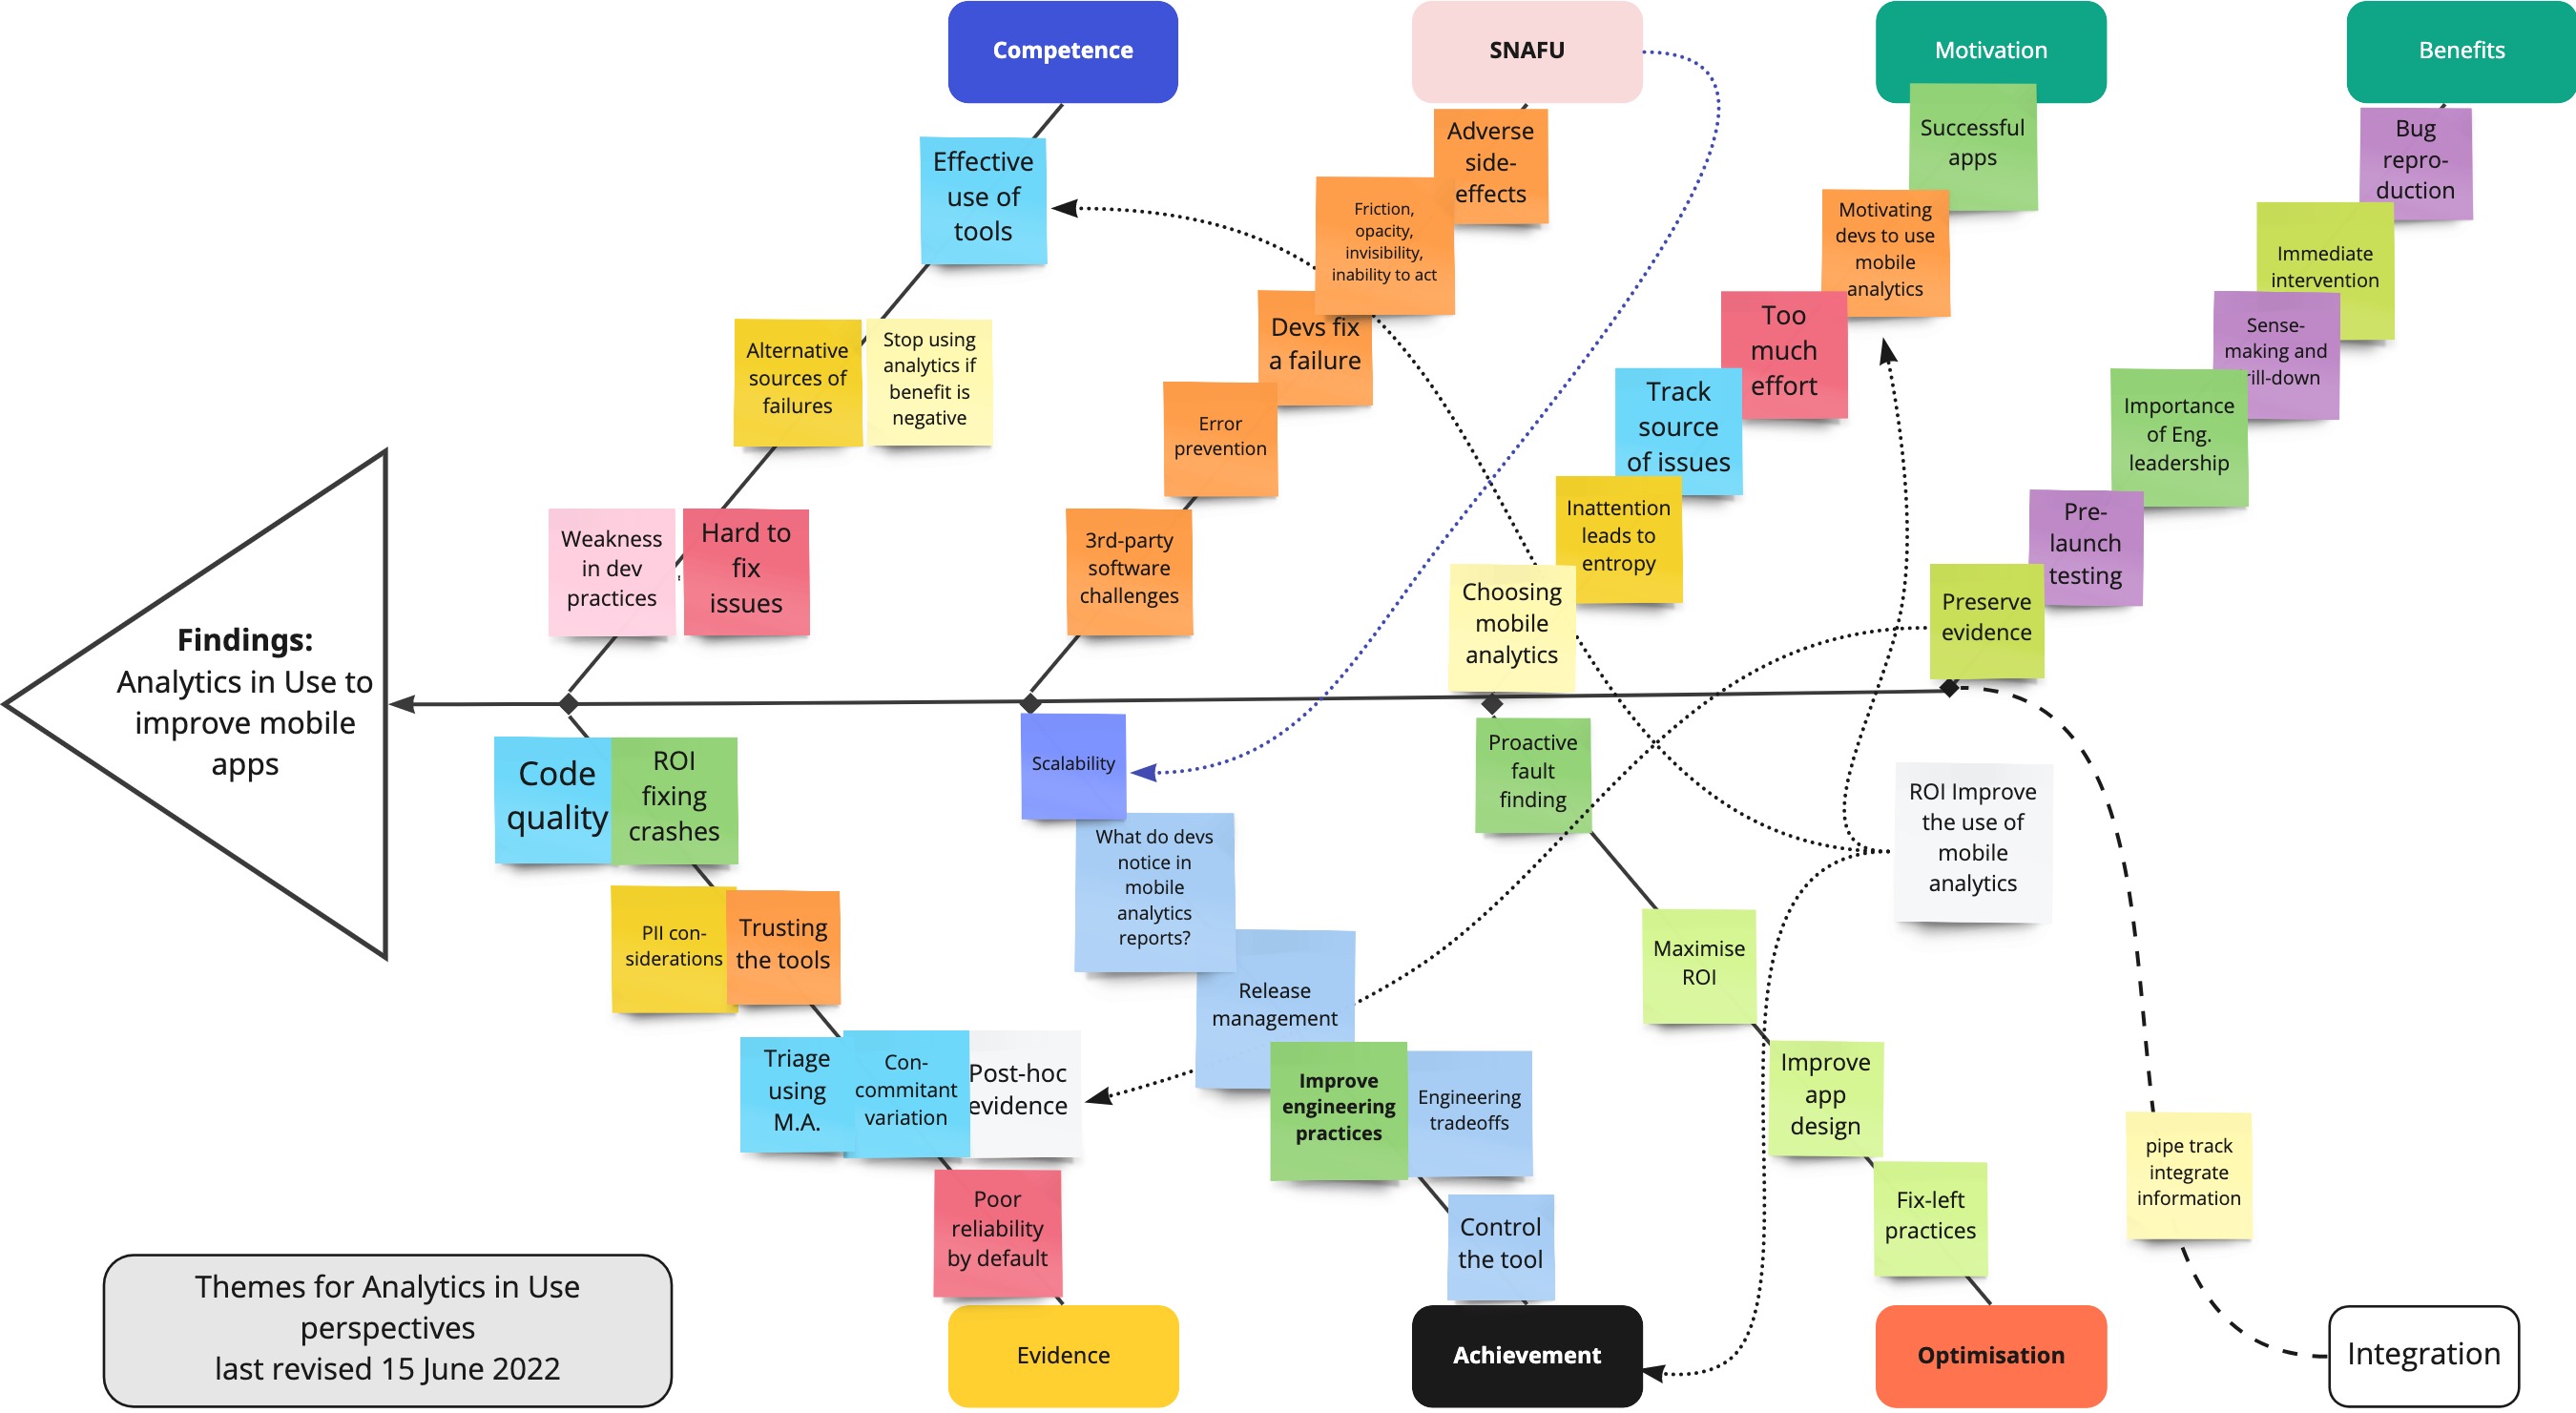 Competence
SNAFU
Motivation
Benefits
Effective
use of
tools
Alternative
sources of
failures
Stop using
analytics if
benefit is
negative
Weakness
in dev
practices
Hard to
fix
issues
Adverse
side-
effects
Friction,
opacity,
invisibility,
inability to act
Devs fix
a failure
Error
prevention
3rd-party
software
challenges
Successful
apps
Motivating
devs to use
mobile
analytics
Too
much
effort
Track
source
of issues
Inattention
leads to
entropy
Choosing
mobile
analytics
Bug
repro-
duction
Immediate
intervention
Sense-
making and
rill-down
Importance
of Eng.
leadership
Pre-
launch
testing
Preserve
evidence
Findings:
Analytics in Use to
improve mobile
apps
Code
quality
ROI
fixing
crashes
PII con-
siderations
Trusting
the tools
Triage
using
M.A.
Con-
commitant
variation
Post-hoc
evidence
Poor
reliability
by default
Scalability
What do devs
notice in
mobile
analytics
reports?
Release
management
Improve
engineering
practices
Engineering
tradeoffs
Control
the tool
Proactive
fault
finding
Maximise
ROI
Improve
app
design
Fix-left
practices
ROI Improve
the use of
mobile
analytics
pipe track
integrate
information
Themes for Analytics in Use
perspectives
last revised 15 June 2022
Evidence
Achievement
Optimisation
Integration